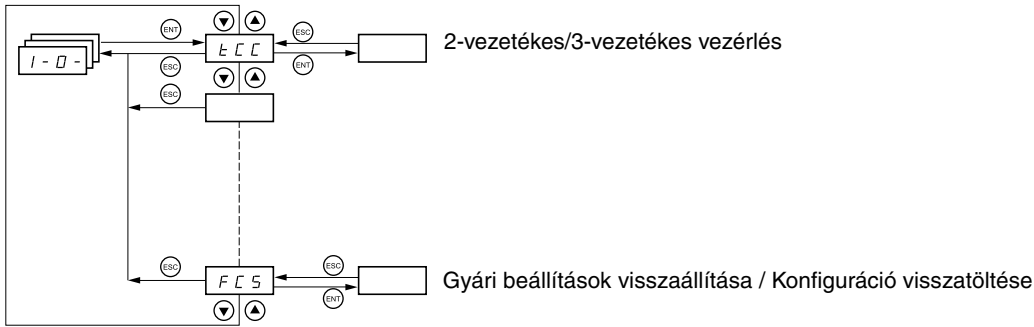 ENT
ESC
I - O -
t C C
2-vezetékes/3-vezetékes vezérlés
ESC
ENT
ESC
ESC
ESC
F C S
Gyári beállítások visszaállítása / Konfiguráció visszatöltése
ESC
ENT